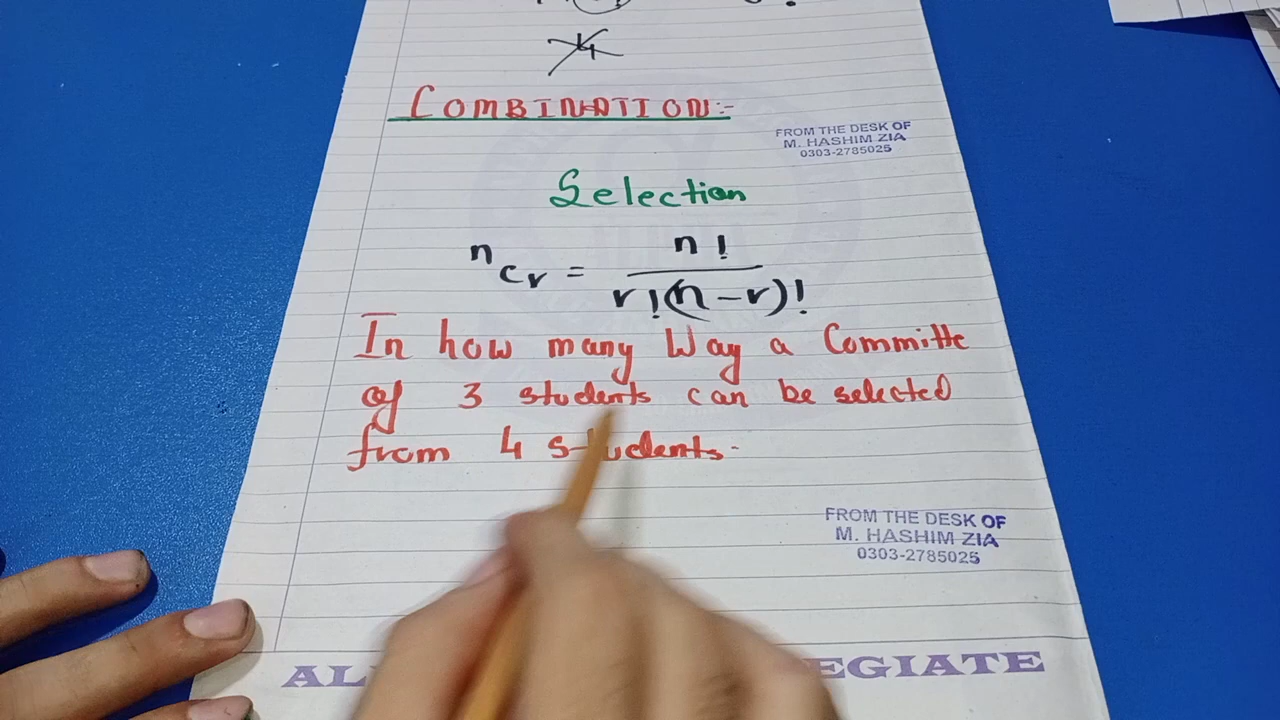 COMBINATION:-
FROM THE DESK OF
M. HASHIM ZIA
0303-2785025
Selection
nCr = n! / r!(n-r)!
In how many Way a Committe
of 3 students can be selected
from 4 students.
FROM THE DESK OF
M. HASHIM ZIA
0303-2785025